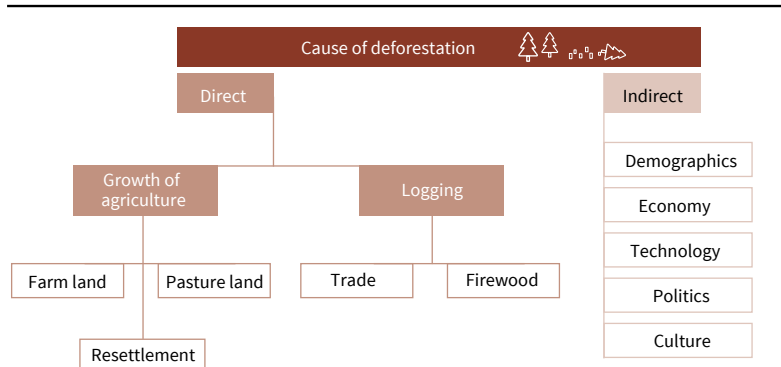 Cause of deforestation
Direct
Indirect
Growth of
agriculture
Logging
Farm land
Pasture land
Resettlement
Trade
Firewood
Demographics
Economy
Technology
Politics
Culture